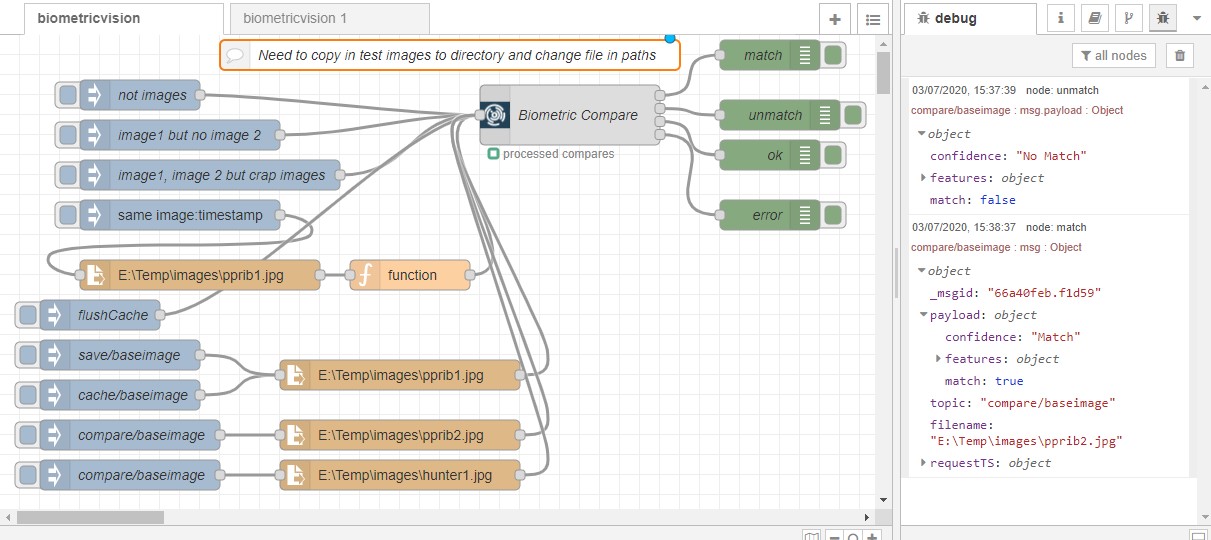 biometricvision
biometricvision 1
Need to copy in test images to directory and change file in paths
not images
image1 but no image 2
image1, image 2 but crap images
same image:timestamp
E:\Temp\images\pprib1.jpg
function
flushCache
save/baseimage
cache/baseimage
E:\Temp\images\pprib1.jpg
compare/baseimage
E:\Temp\images\pprib2.jpg
compare/baseimage
E:\Temp\images\hunter1.jpg
Biometric Compare
processed compares
match
unmatch
ok
error
debug
all nodes
03/07/2020, 15:37:39 node: unmatch
compare/baseimage : msg.payload : Object
object
confidence: "No Match"
features: object
match: false
03/07/2020, 15:38:37 node: match
compare/baseimage : msg : Object
object
_msgid: "66a40feb.f1d59"
payload: object
confidence: "Match"
features: object
match: true
topic: "compare/baseimage"
filename:
"E:\Temp\images\pprib2.jpg"
requestTS: object